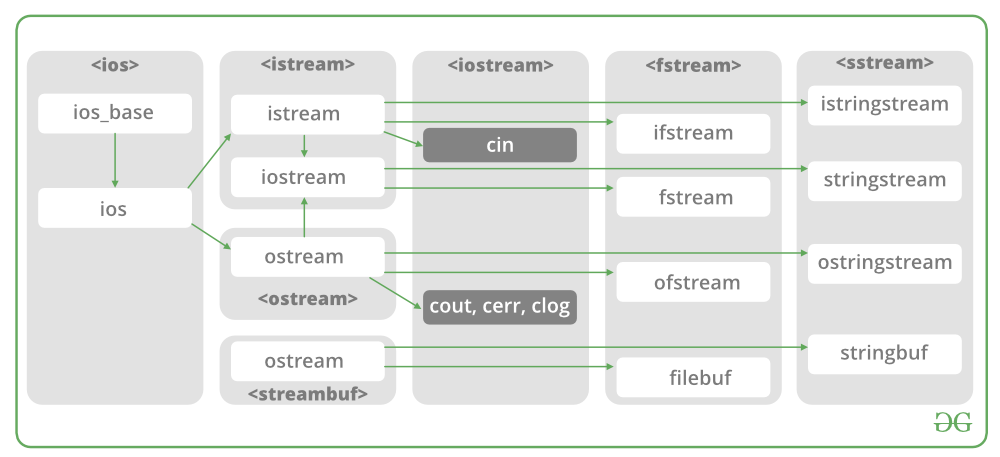 <ios>
ios_base
ios
<istream>
istream
iostream
ostream
<ostream>
ostream
<streambuf>
<iostream>
cin
cout, cerr, clog
<fstream>
ifstream
fstream
ofstream
filebuf
<sstream>
istringstream
stringstream
ostringstream
stringbuf